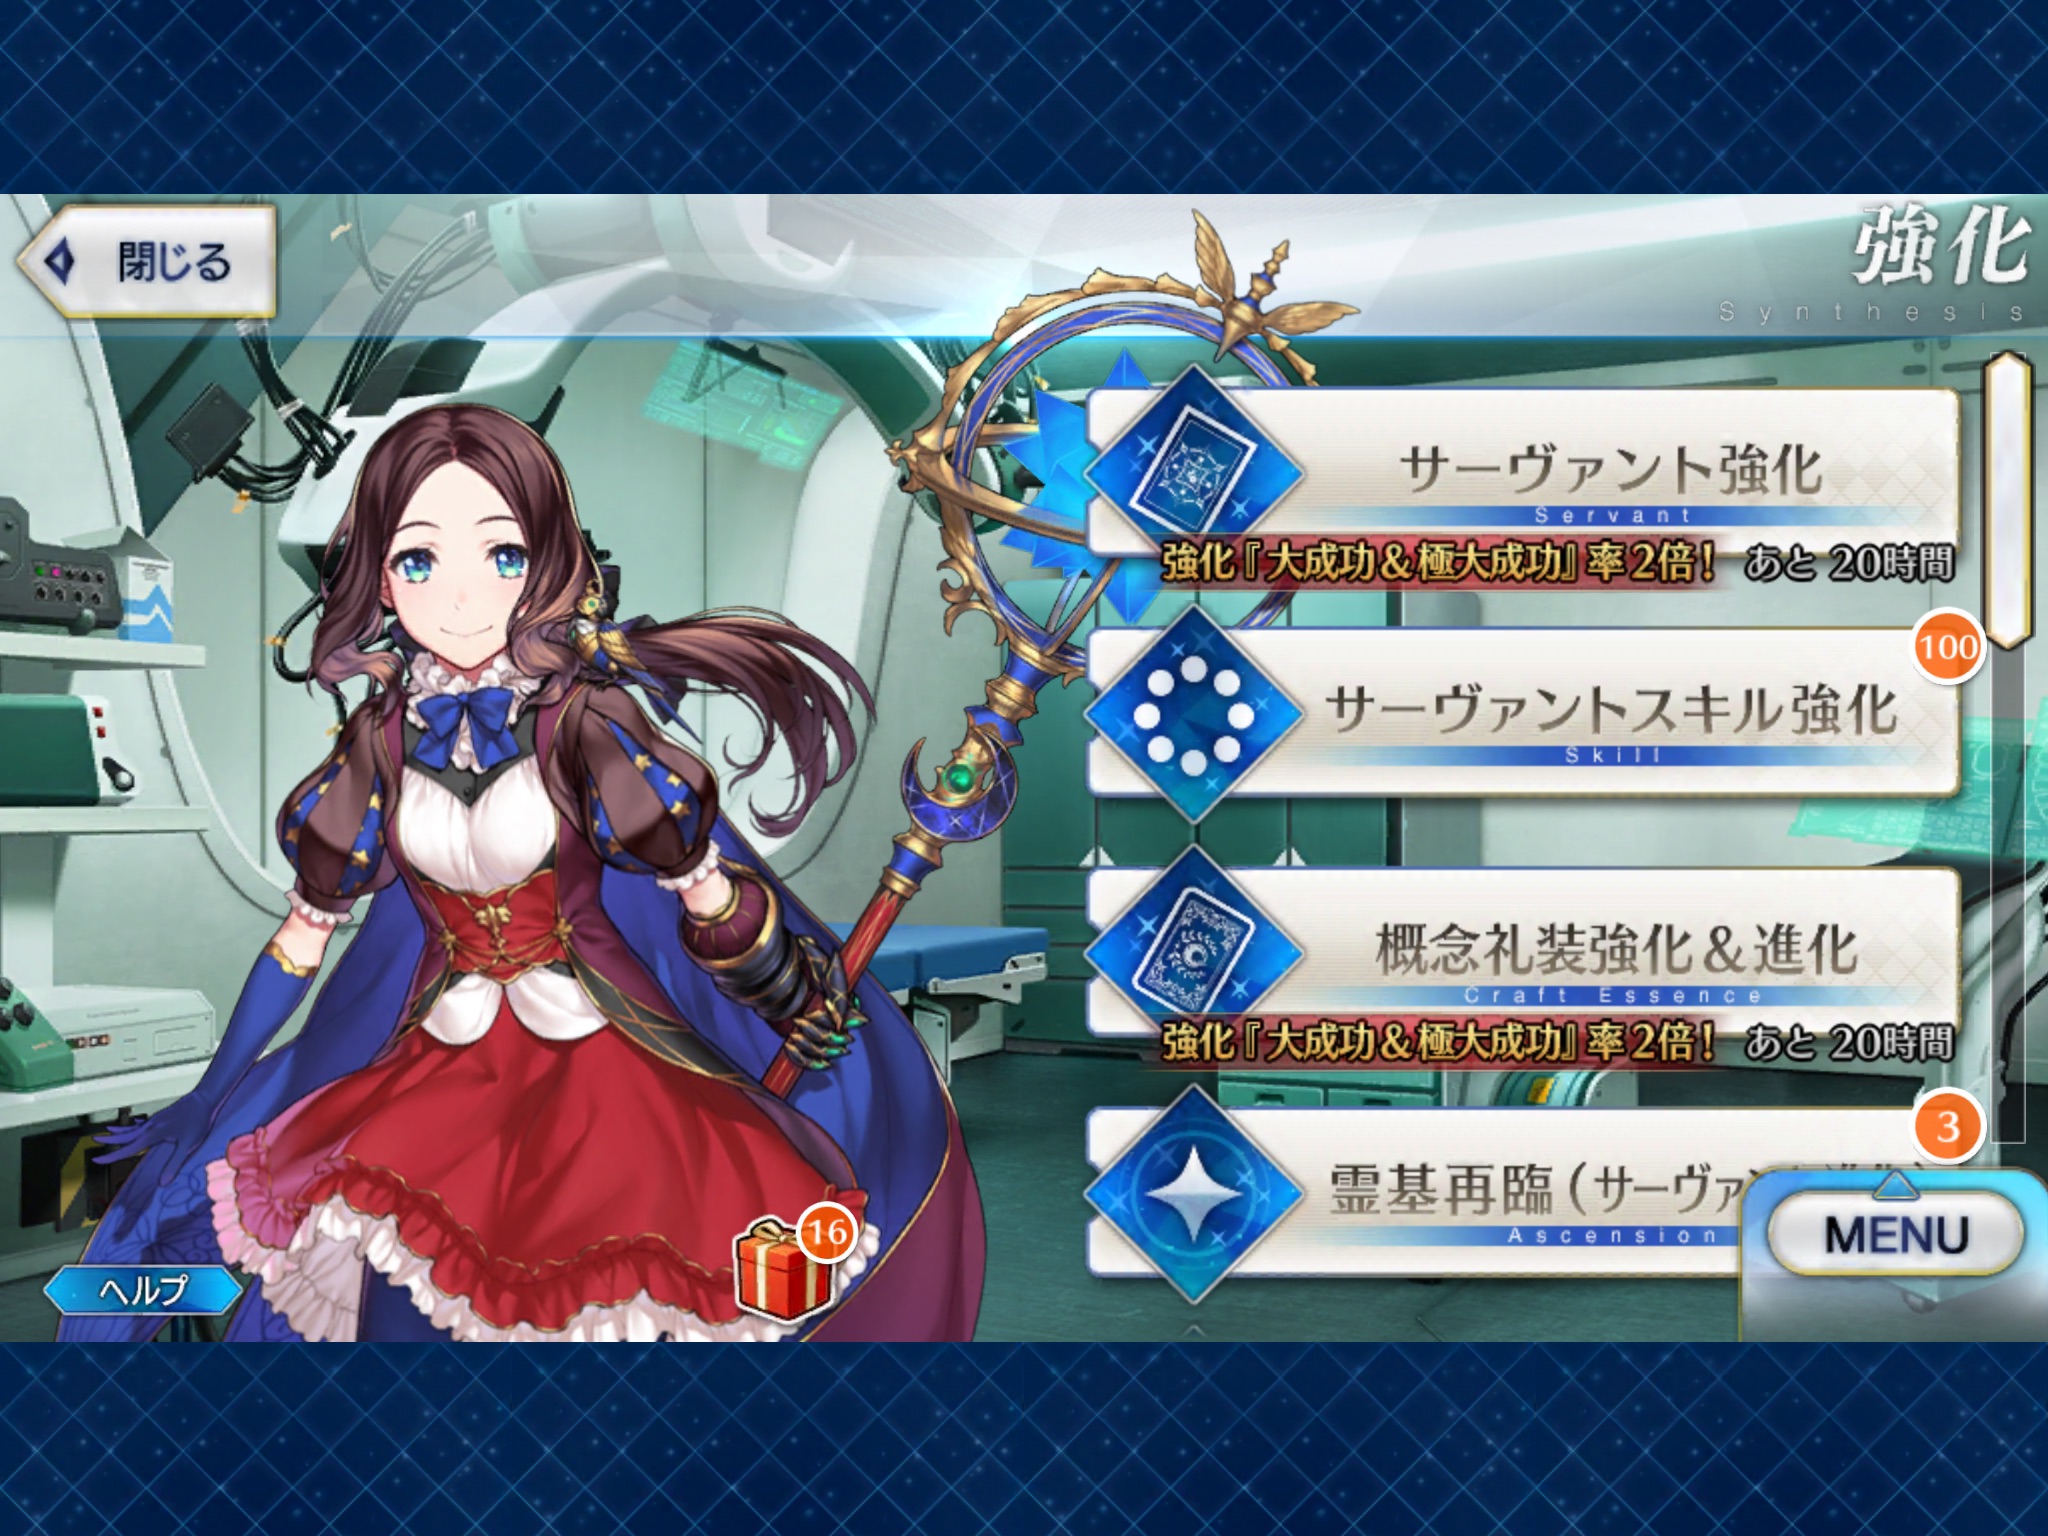 閉じる
強化
Synthesis
サーヴァント強化
Servant
強化『大成功&極大成功』率2倍! あと 20時間
100
サーヴァントスキル強化
Skill
概念礼装強化&進化
Craft Essence
強化『大成功&極大成功』率2倍! あと 20時間
3
霊基再臨(サーヴァ
Ascension
MENU
16
ヘルプ